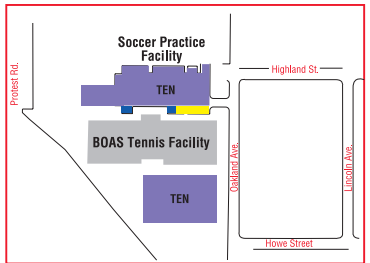 Soccer Practice
Facility
Highland St.
Protest Rd.
TEN
BOAS Tennis Facility
Oakland Ave.
Lincoln Ave.
TEN
Howe Street